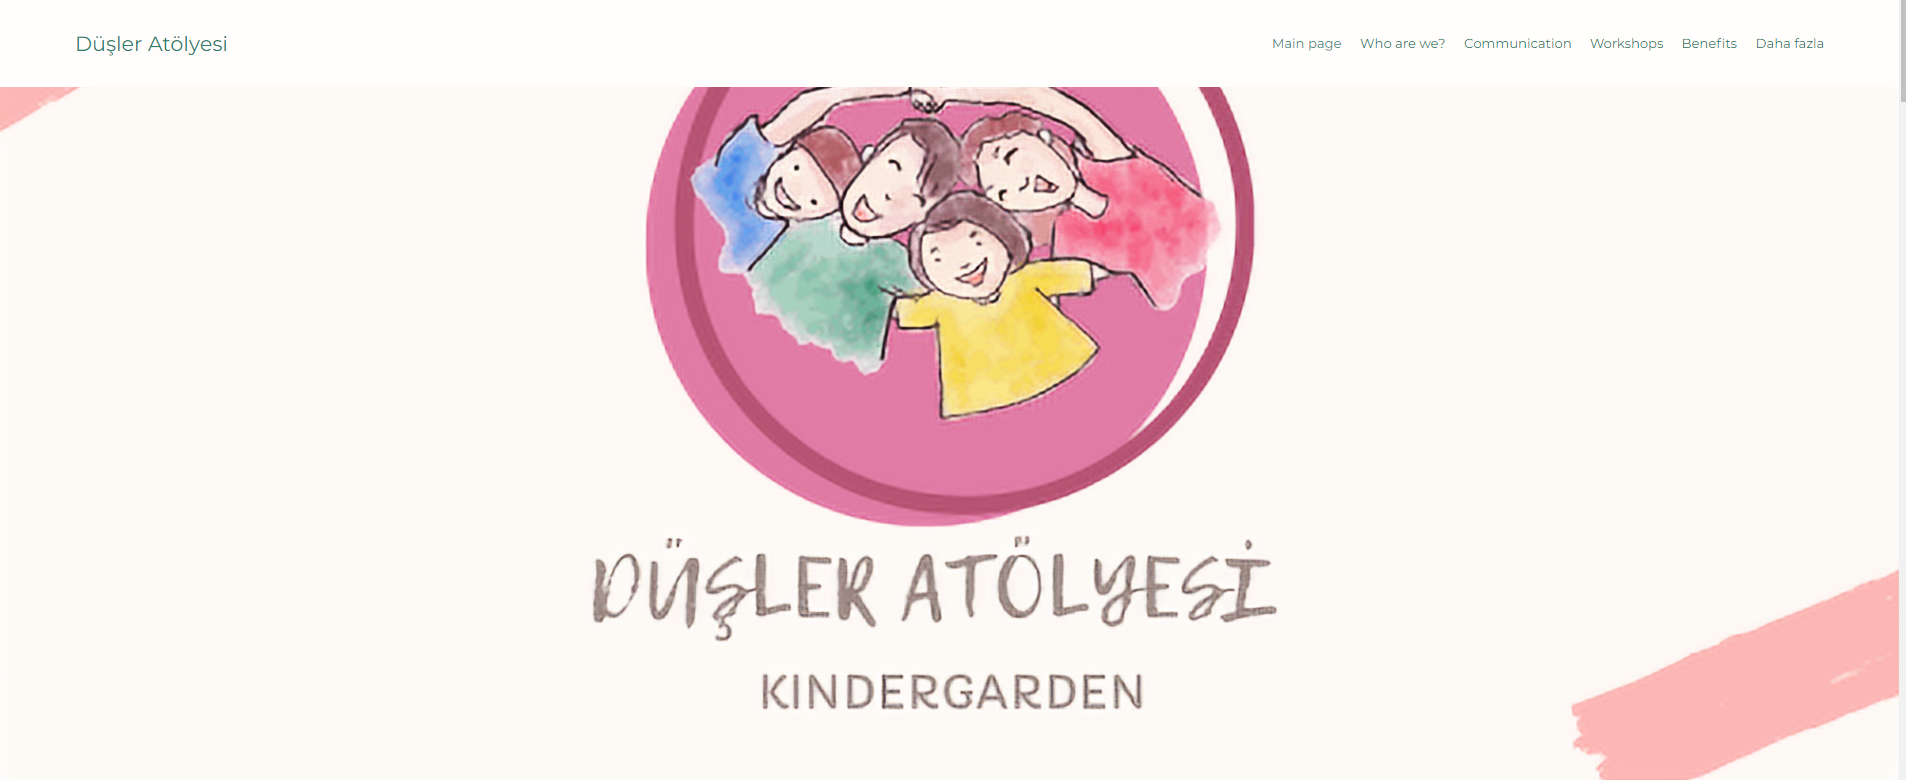 Düşler Atölyesi
Main page Who are we? Communication Workshops Benefits Daha fazla
DÜŞLER ATÖLYESİ
KINDERGARDEN